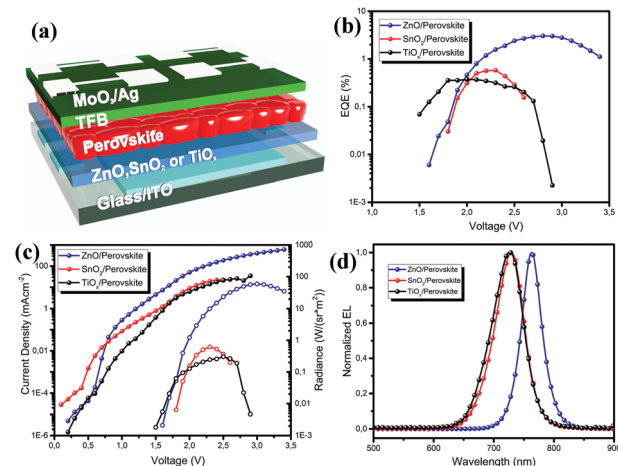 (a)
MoO₃/Ag
TFB
Perovskife
ZnO,SnO₂ or TiOₓ
Glass/ITO
(b)
ZnO/Perovskite
SnO₂/Perovskite
TiOₓ/Perovskite
EQE (%)
10
1
0,1
0,01
1E-3
1,0 1,5 2,0 2,5 3,0 3,5
Voltage (V)
(c)
ZnO/Perovskite
SnO₂/Perovskite
TiOₓ/Perovskite
Current Density (mAcm⁻²)
100
1
0,01
1E-4
1E-6
0,0 0,5 1,0 1,5 2,0 2,5 3,0 3,5
Voltage (V)
1000
100
10
1
0,1
0,01
1E-3
Radiance (W/(sr*m²)
(d)
ZnO/Perovskite
SnO₂/Perovskite
TiOₓ/Perovskite
Normalized EL
1,0
0,8
0,6
0,4
0,2
0,0
500 600 700 800 900
Wavelength (nm)